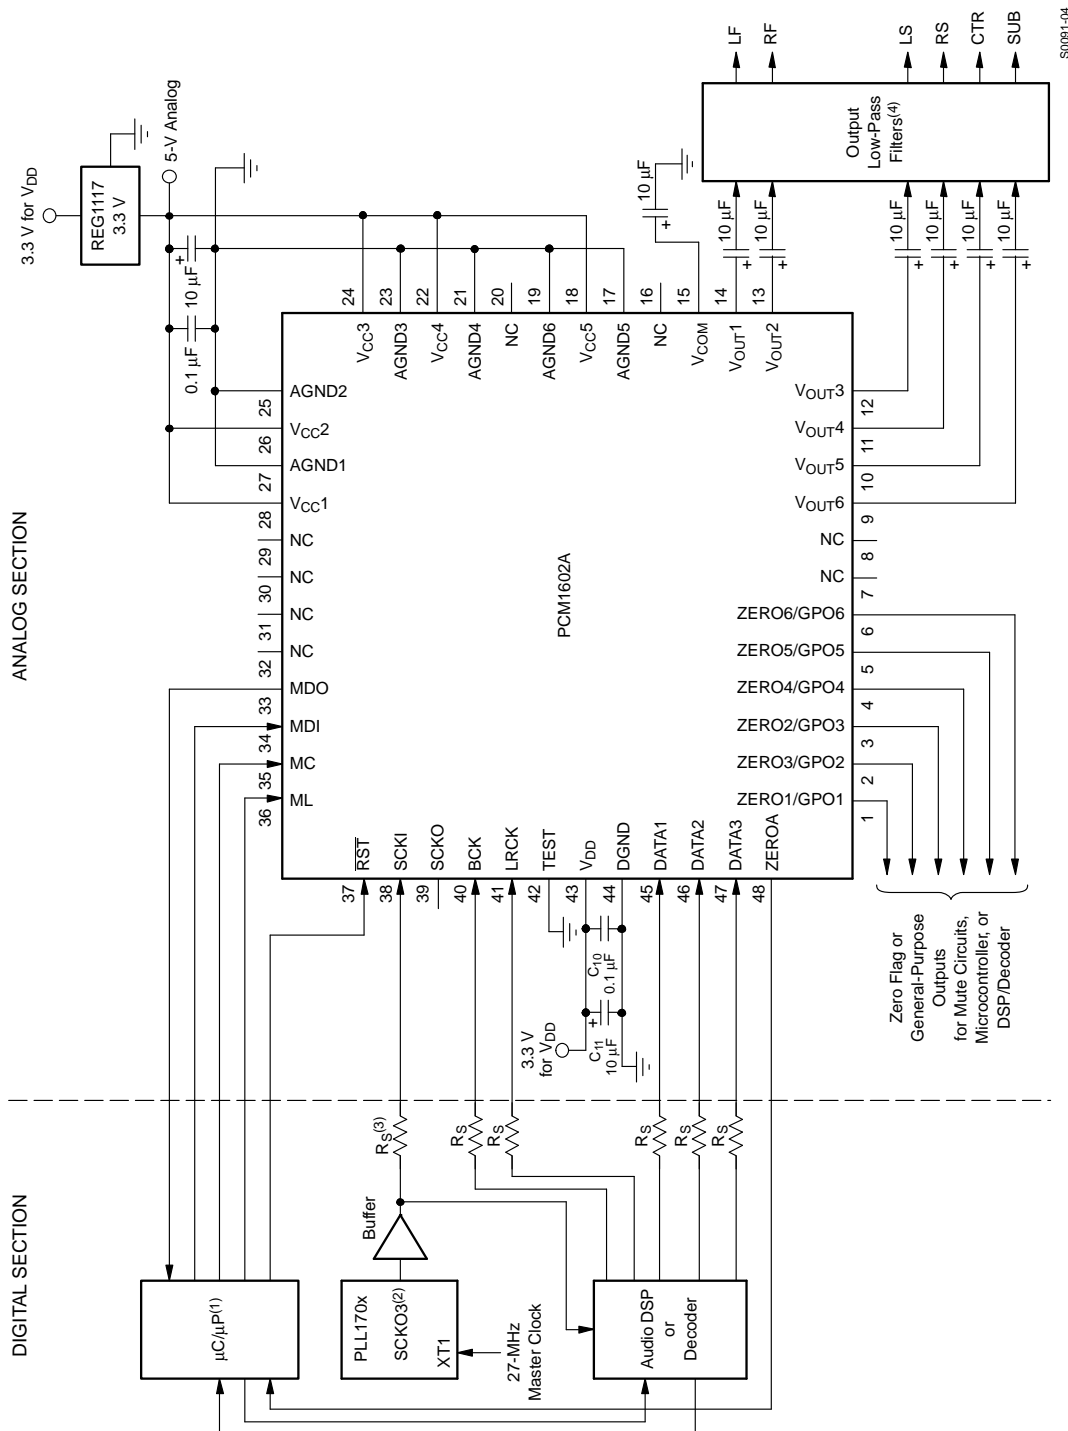 S0091-04
3.3 V for VDD
REG1117
3.3 V
5-V Analog
0.1 µF
10 µF
10 µF
Output
Low-Pass
Filters(4)
LF
RF
LS
RS
CTR
SUB
10 µF
10 µF
10 µF
10 µF
10 µF
10 µF
ANALOG SECTION
PCM1602A
24 VCC3
23 AGND3
22 VCC4
21 AGND4
20 NC
19 AGND6
18 VCC5
17 AGND5
16 NC
15 VCOM
14 VOUT1
13 VOUT2
25 AGND2
26 VCC2
27 AGND1
28 VCC1
29 NC
30 NC
31 NC
32 NC
33 MDO
34 MDI
35 MC
36 ML
VOUT3 12
VOUT4 11
VOUT5 10
VOUT6 9
NC 8
NC 7
ZERO6/GPO6 6
ZERO5/GPO5 5
ZERO4/GPO4 4
ZERO2/GPO3 3
ZERO3/GPO2 2
ZERO1/GPO1 1
37 RST
38 SCKI
39 SCKO
40 BCK
41 LRCK
42 TEST
43 VDD
44 DGND
45 DATA1
46 DATA2
47 DATA3
48 ZEROA
C10
0.1 µF
C11
10 µF
3.3 V
for VDD
Zero Flag or
General-Purpose
Outputs
for Mute Circuits,
Microcontroller, or
DSP/Decoder
DIGITAL SECTION
RS(3)
RS
RS
RS
RS
RS
Buffer
µC/µP(1)
PLL170x
SCKO3(2)
XT1
27-MHz
Master Clock
Audio DSP
or
Decoder